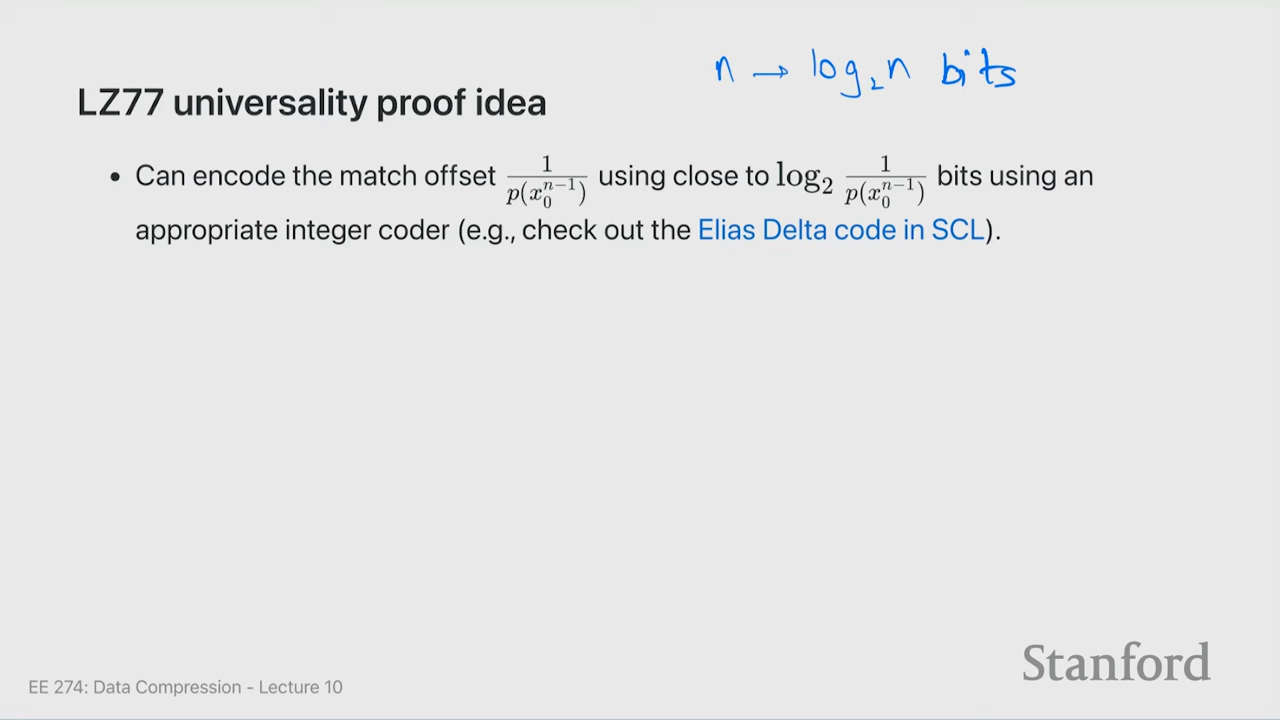 n → log₂n bits
LZ77 universality proof idea
• Can encode the match offset 1/p(x₀ⁿ⁻¹) using close to log₂ 1/p(x₀ⁿ⁻¹) bits using an
appropriate integer coder (e.g., check out the Elias Delta code in SCL).
Stanford
EE 274: Data Compression - Lecture 10